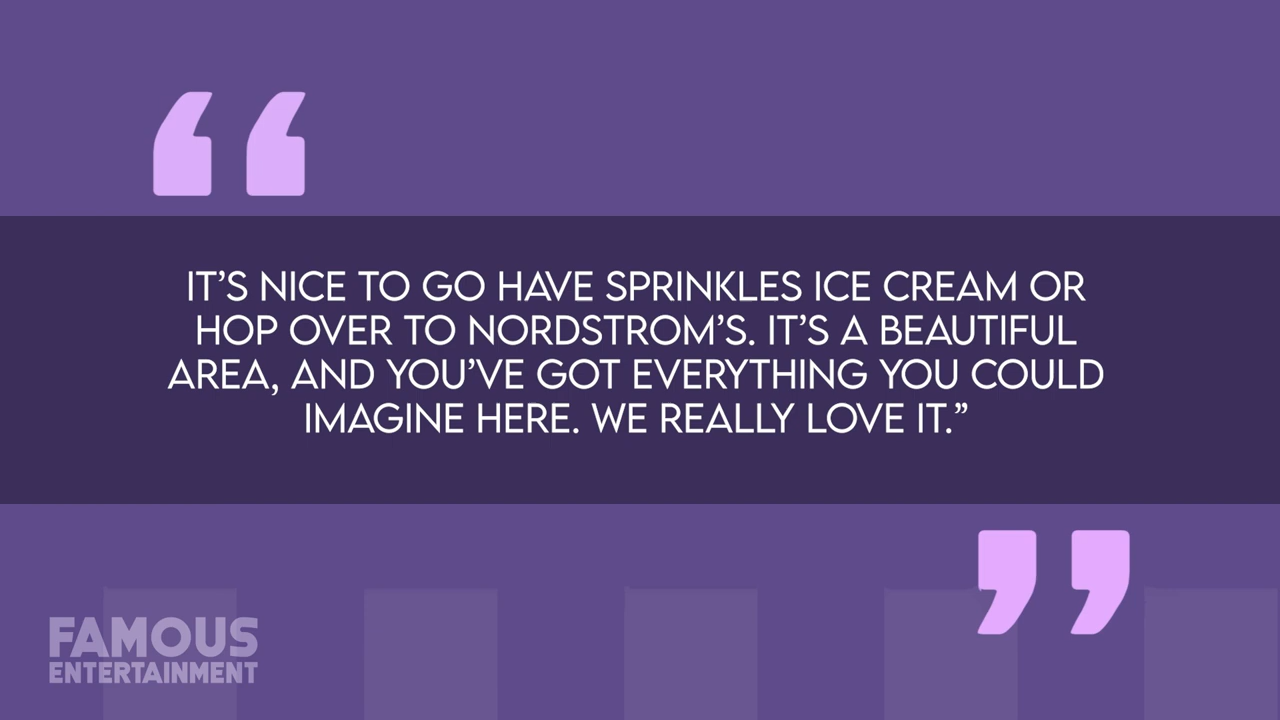 IT’S NICE TO GO HAVE SPRINKLES ICE CREAM OR
HOP OVER TO NORDSTROM’S. IT’S A BEAUTIFUL
AREA, AND YOU’VE GOT EVERYTHING YOU COULD
IMAGINE HERE. WE REALLY LOVE IT.”
FAMOUS
ENTERTAINMENT